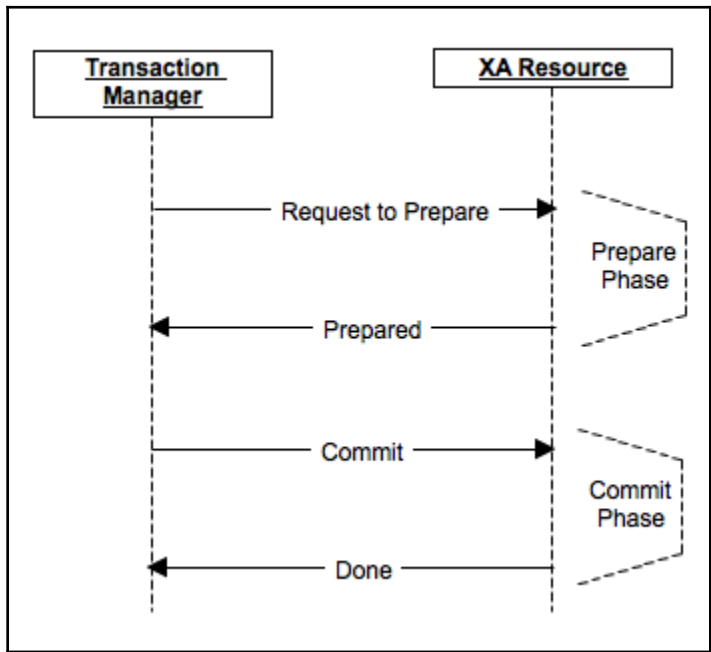 Transaction
Manager
XA Resource
Request to Prepare
Prepare
Phase
Prepared
Commit
Commit
Phase
Done